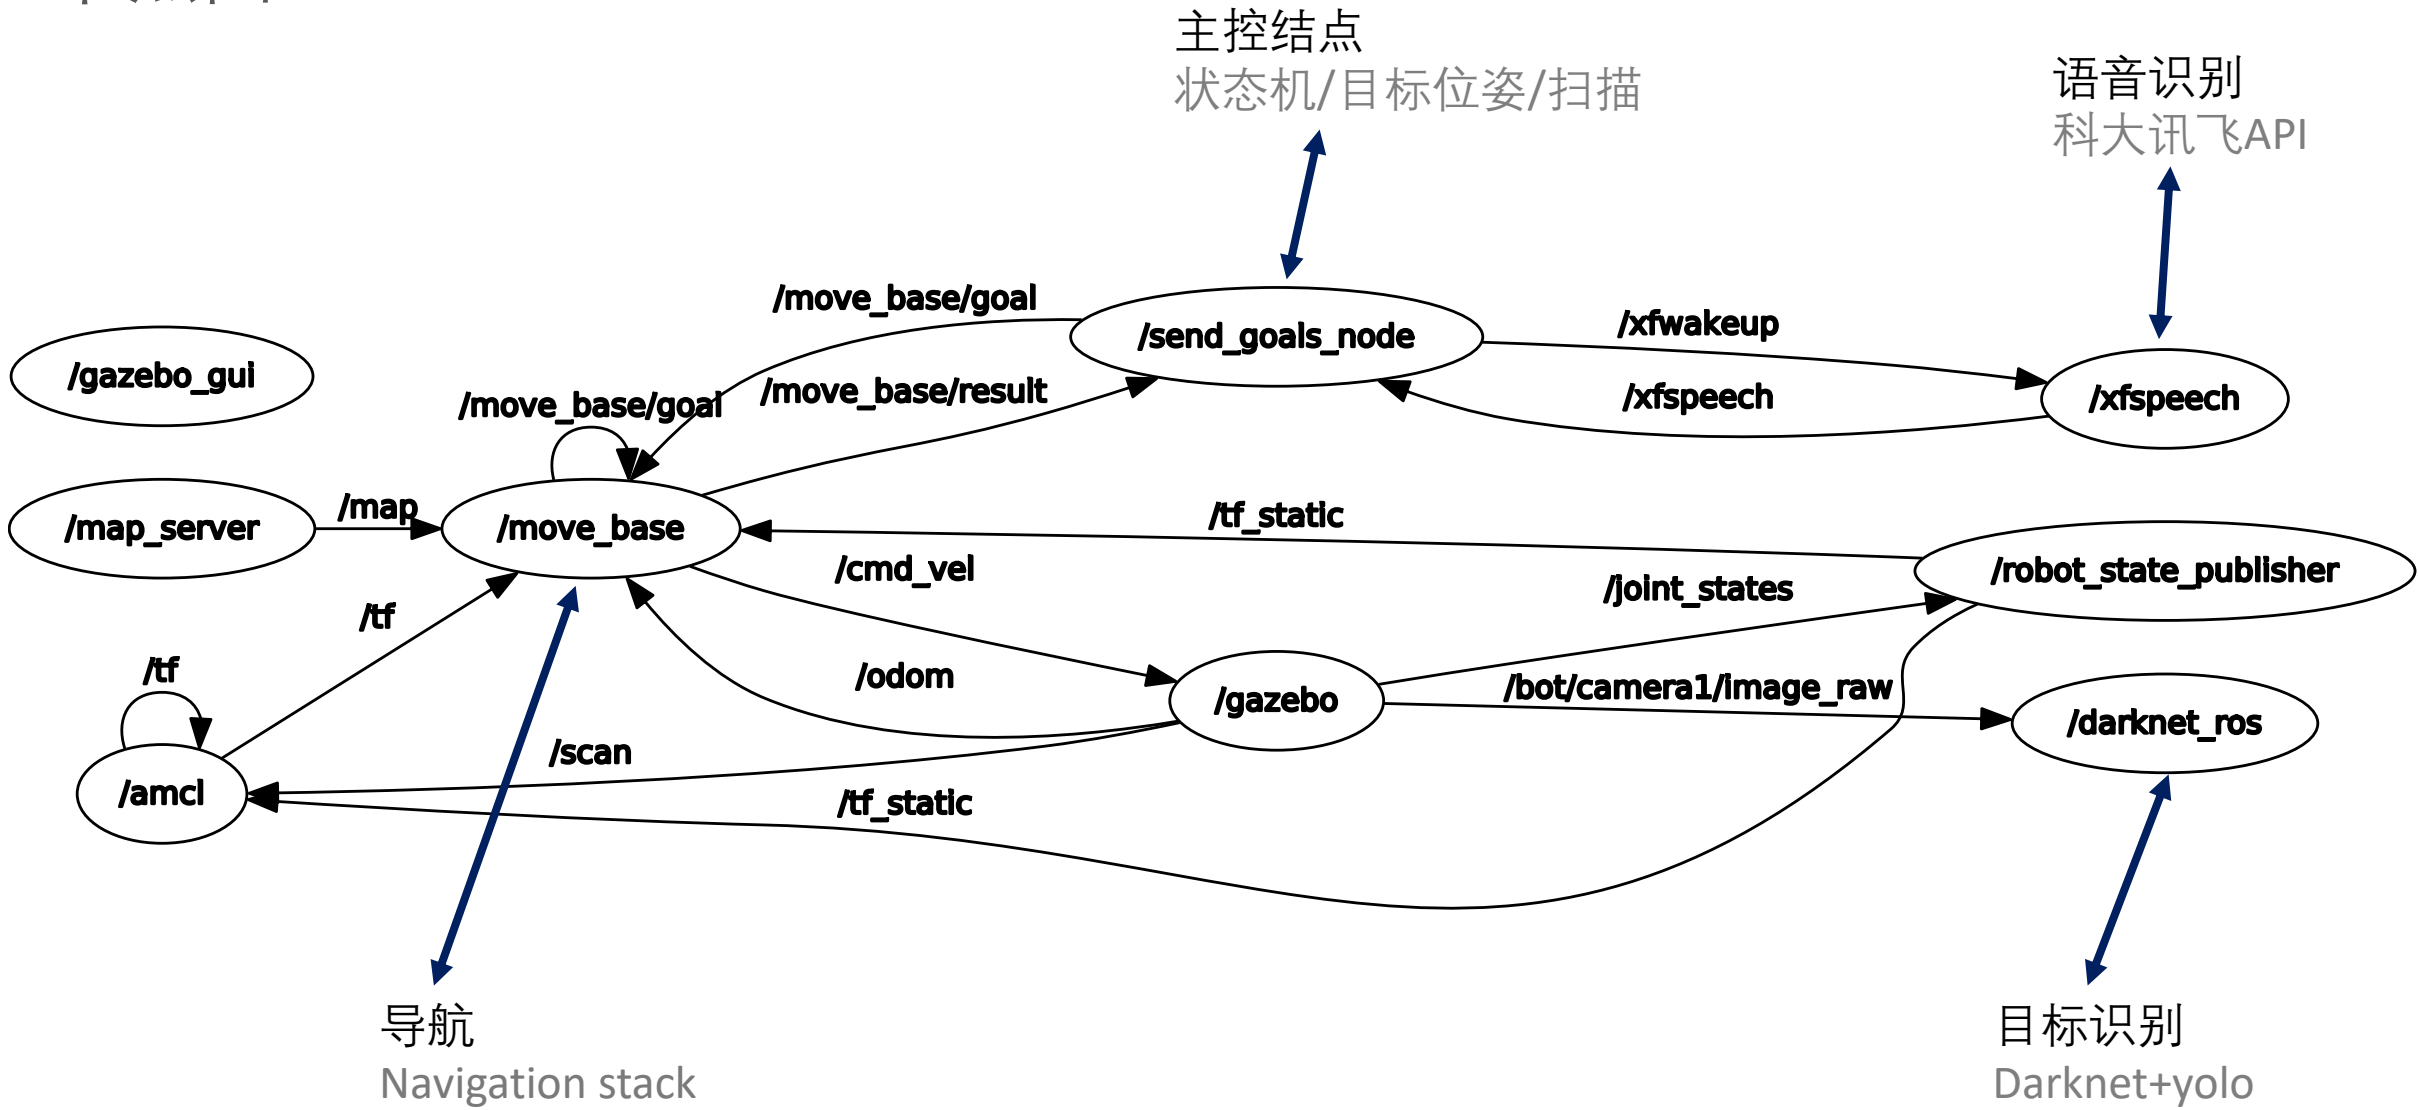 主控结点
状态机/目标位姿/扫描
语音识别
科大讯飞API
/move_base/goal
/send_goals_node
/xfwakeup
/gazebo_gui
/move_base/goal
/move_base/result
/xfspeech
/xfspeech
/map
/map_server
/move_base
/tf_static
/cmd_vel
/robot_state_publisher
/joint_states
/tf
/tf
/odom
/gazebo
/bot/camera1/image_raw
/darknet_ros
/scan
/amcl
/tf_static
导航
Navigation stack
目标识别
Darknet+yolo